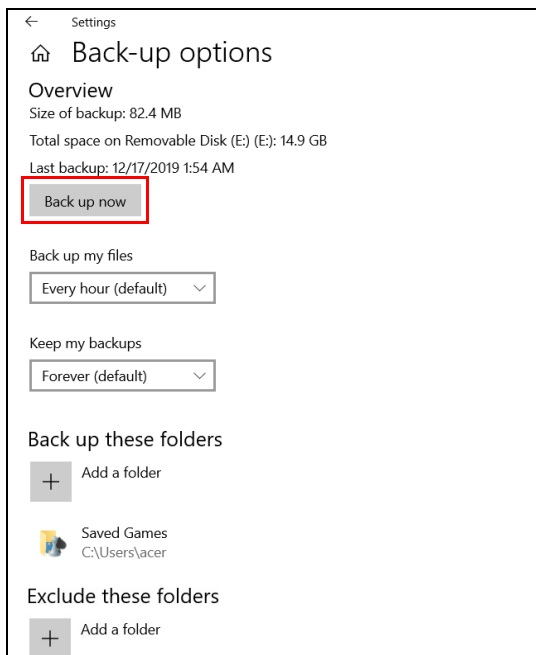 Settings
Back-up options
Overview
Size of backup: 82.4 MB
Total space on Removable Disk (E:) (E:): 14.9 GB
Last backup: 12/17/2019 1:54 AM
Back up now
Back up my files
Every hour (default)
Keep my backups
Forever (default)
Back up these folders
Add a folder
Saved Games
C:\Users\acer
Exclude these folders
Add a folder